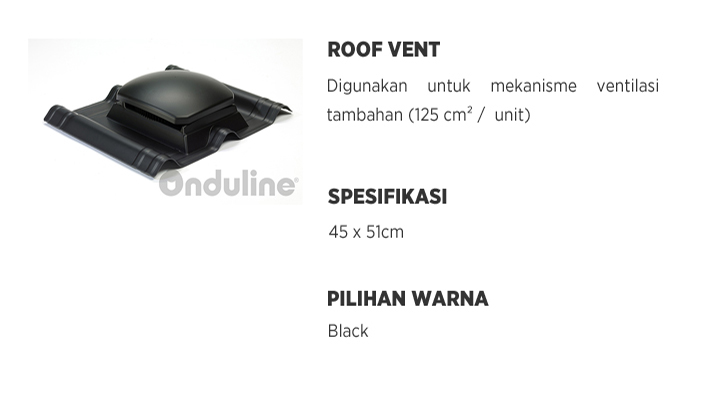 ROOF VENT
Digunakan untuk mekanisme ventilasi
tambahan (125 cm² / unit)
Onduline®
SPESIFIKASI
45 x 51cm
PILIHAN WARNA
Black